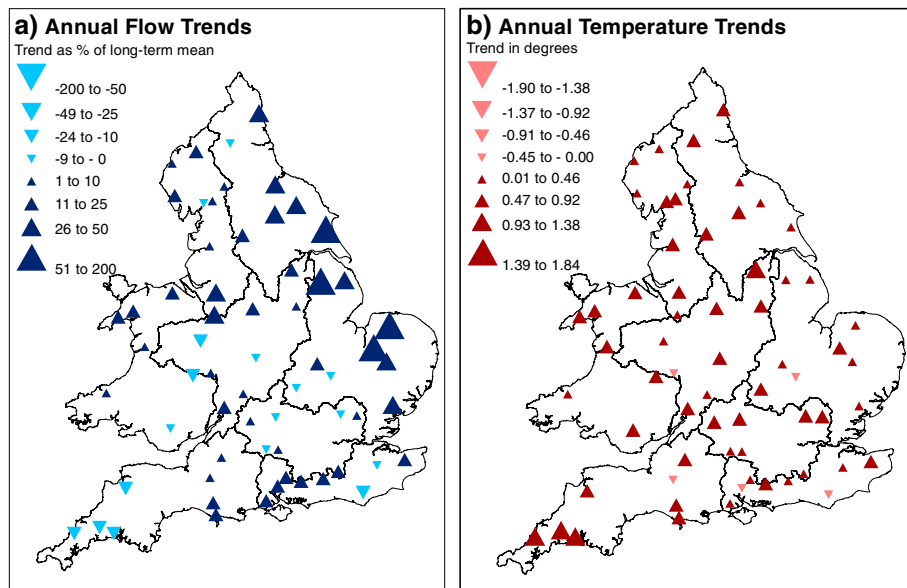 a) Annual Flow Trends
Trend as % of long-term mean
-200 to -50
-49 to -25
-24 to -10
-9 to - 0
1 to 10
11 to 25
26 to 50
51 to 200
b) Annual Temperature Trends
Trend in degrees
-1.90 to -1.38
-1.37 to -0.92
-0.91 to -0.46
-0.45 to - 0.00
0.01 to 0.46
0.47 to 0.92
0.93 to 1.38
1.39 to 1.84